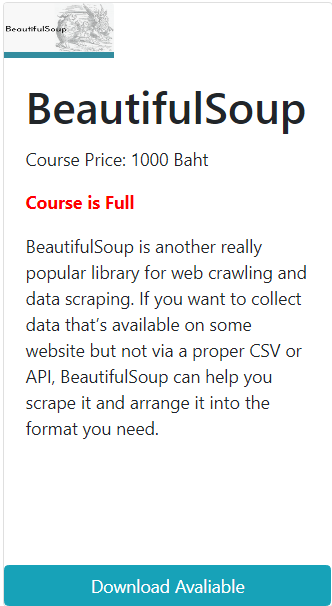 BeautifulSoup
BeautifulSoup
Course Price: 1000 Baht
Course is Full
BeautifulSoup is another really
popular library for web crawling and
data scraping. If you want to collect
data that’s available on some
website but not via a proper CSV or
API, BeautifulSoup can help you
scrape it and arrange it into the
format you need.
Download Avaliable